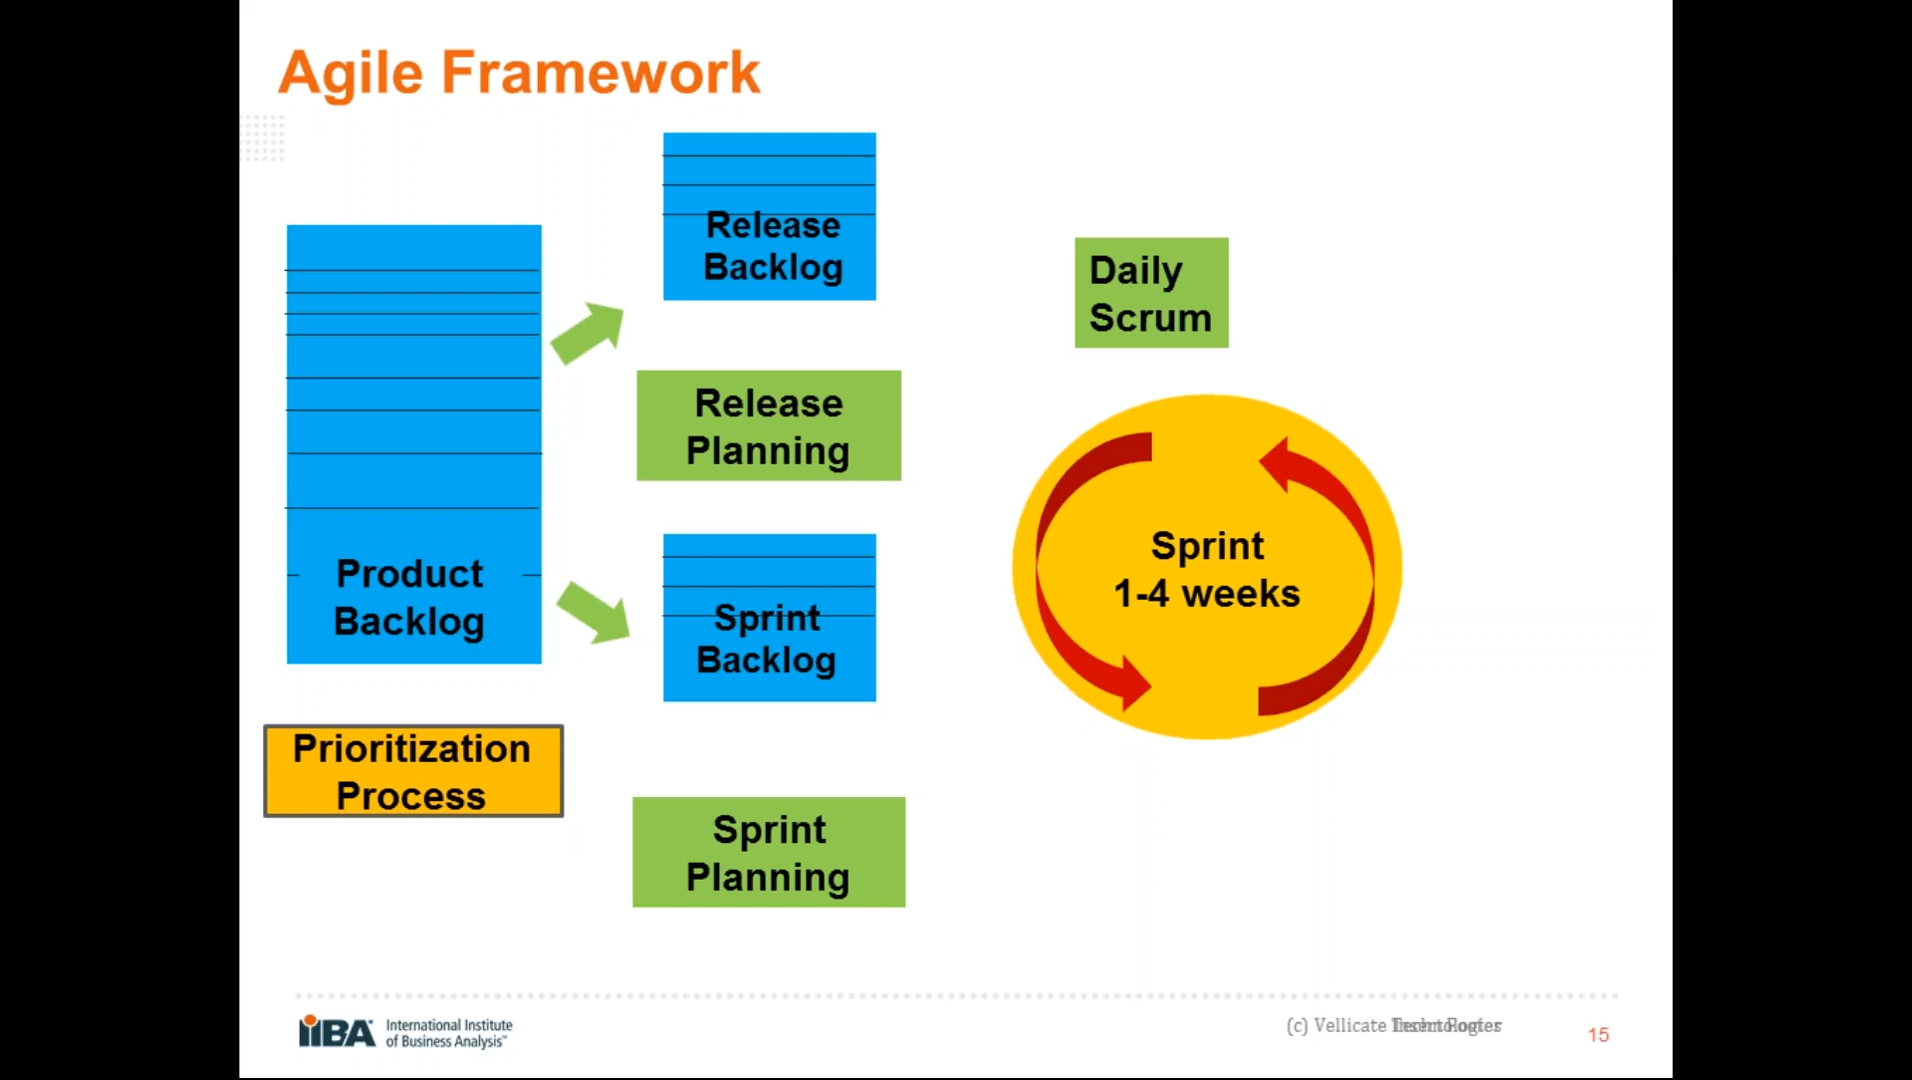 Agile Framework
Release
Backlog
Daily
Scrum
Release
Planning
Sprint
1-4 weeks
Product
Backlog
Sprint
Backlog
Prioritization
Process
Sprint
Planning
IIBA
International Institute
of Business Analysis™
(c) Vellicate
15